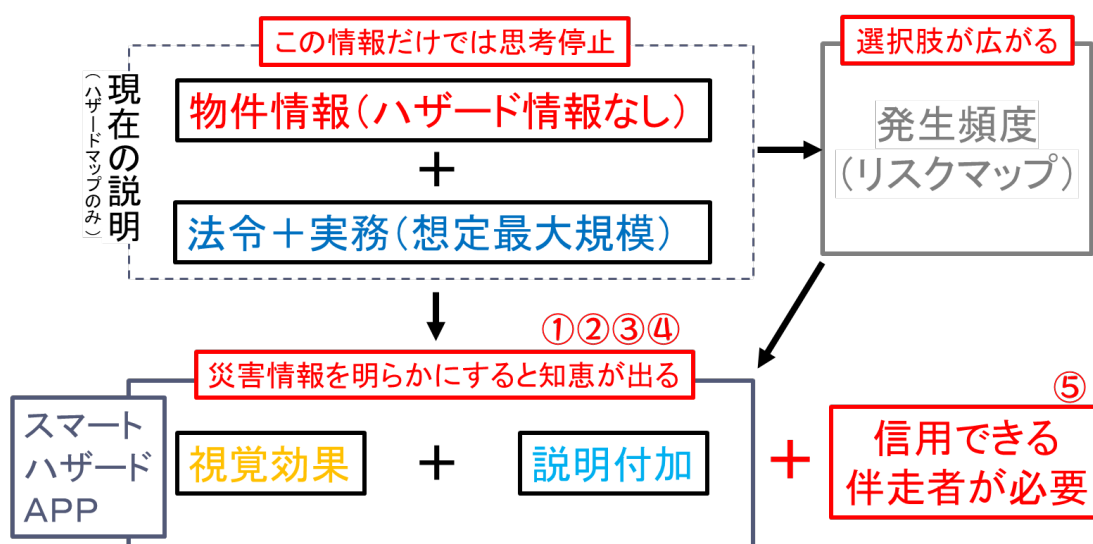 この情報だけでは思考停止
選択肢が広がる
現在の説明
(ハザードマップのみ)
物件情報(ハザード情報なし)
+
法令+実務(想定最大規模)
発生頻度
(リスクマップ)
①②③④
災害情報を明らかにすると知恵が出る
スマート
ハザード
APP
視覚効果
+
説明付加
+
⑤
信用できる
伴走者が必要